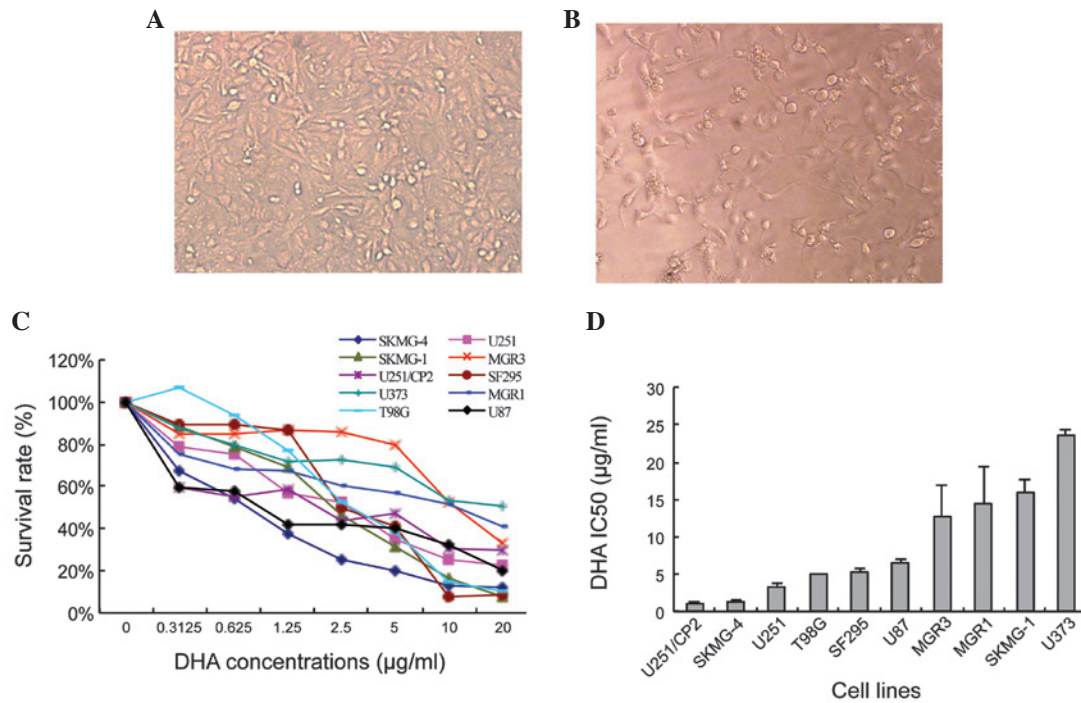 A
B
C
SKMG-4
U251
SKMG-1
MGR3
U251/CP2
SF295
U373
MGR1
T98G
U87
120%
100%
80%
60%
40%
20%
0%
Survival rate (%)
0 0.3125 0.625 1.25 2.5 5 10 20
DHA concentrations (µg/ml)
D
30
25
20
15
10
5
0
DHA IC50 (µg/ml)
U251/CP2
SKMG-4
U251
T98G
SF295
U87
MGR3
MGR1
SKMG-1
U373
Cell lines